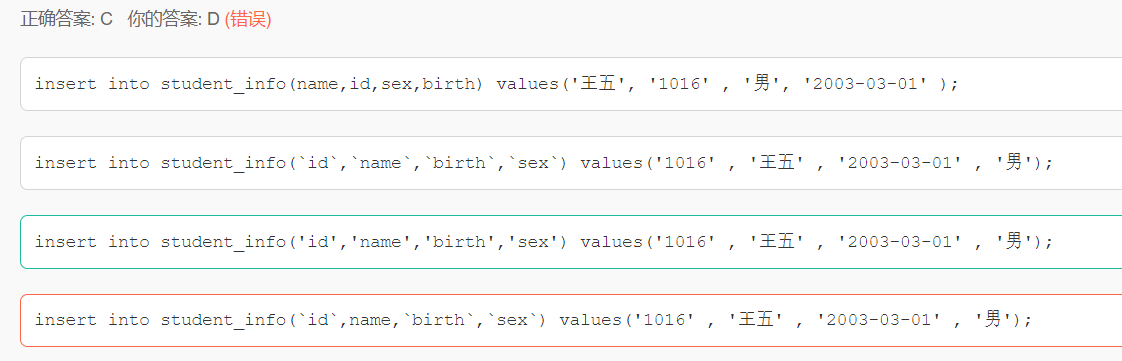 正确答案: C 你的答案: D (错误)
insert into student_info(name,id,sex,birth) values('王五', '1016' , '男', '2003-03-01' );
insert into student_info(`id`,`name`,`birth`,`sex`) values('1016' , '王五' , '2003-03-01' , '男');
insert into student_info('id','name','birth','sex') values('1016' , '王五' , '2003-03-01' , '男');
insert into student_info(`id`,name,`birth`,`sex`) values('1016' , '王五' , '2003-03-01' , '男');